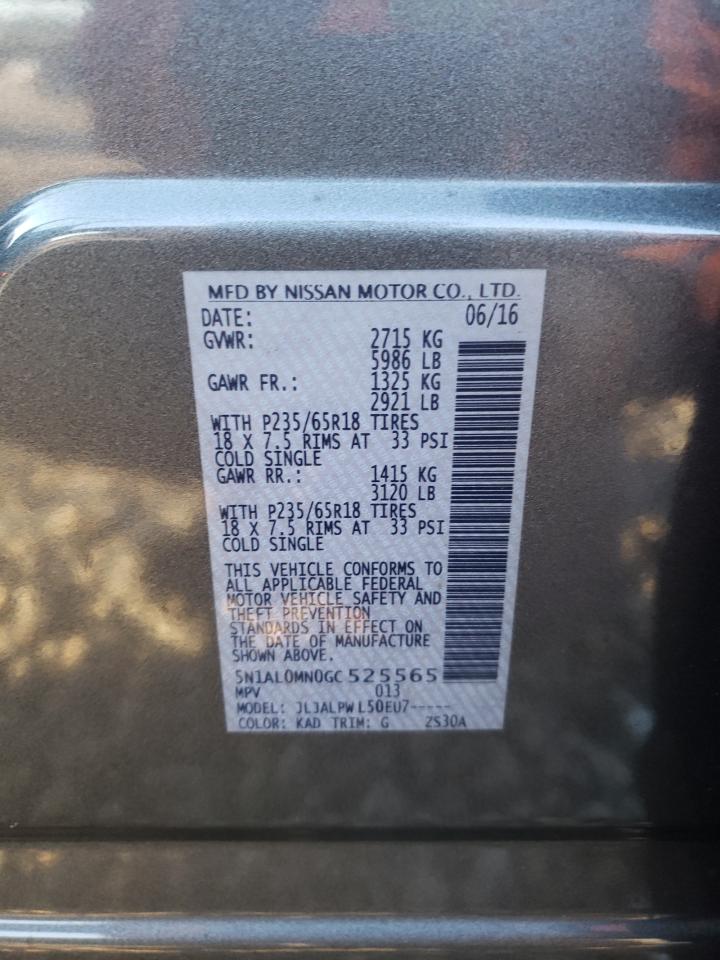 MFD BY NISSAN MOTOR CO., LTD.
DATE: 06/16
GVWR: 2715 KG
5986 LB
GAWR FR.: 1325 KG
2921 LB
WITH P235/65R18 TIRES
18 X 7.5 RIMS AT 33 PSI
COLD SINGLE
GAWR RR.: 1415 KG
3120 LB
WITH P235/65R18 TIRES
18 X 7.5 RIMS AT 33 PSI
COLD SINGLE
THIS VEHICLE CONFORMS TO
ALL APPLICABLE FEDERAL
MOTOR VEHICLE SAFETY AND
THEFT PREVENTION
STANDARDS IN EFFECT ON
THE DATE OF MANUFACTURE
SHOWN ABOVE.
5N1AL0MN0GC525565
MPV 013
MODEL: JL3ALPWL50EU7-----
COLOR: KAD TRIM: G ZS30A